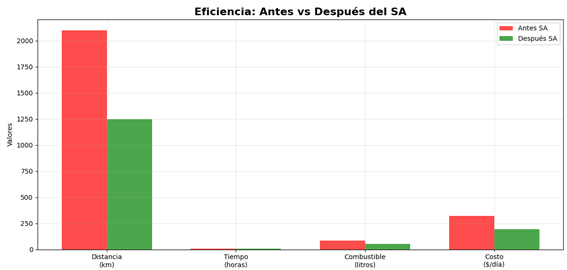 Eficiencia: Antes vs Después del SA
Antes SA
Después SA
Valores
2000
1750
1500
1250
1000
750
500
250
0
Distancia
(km)
Tiempo
(horas)
Combustible
(litros)
Costo
($/día)